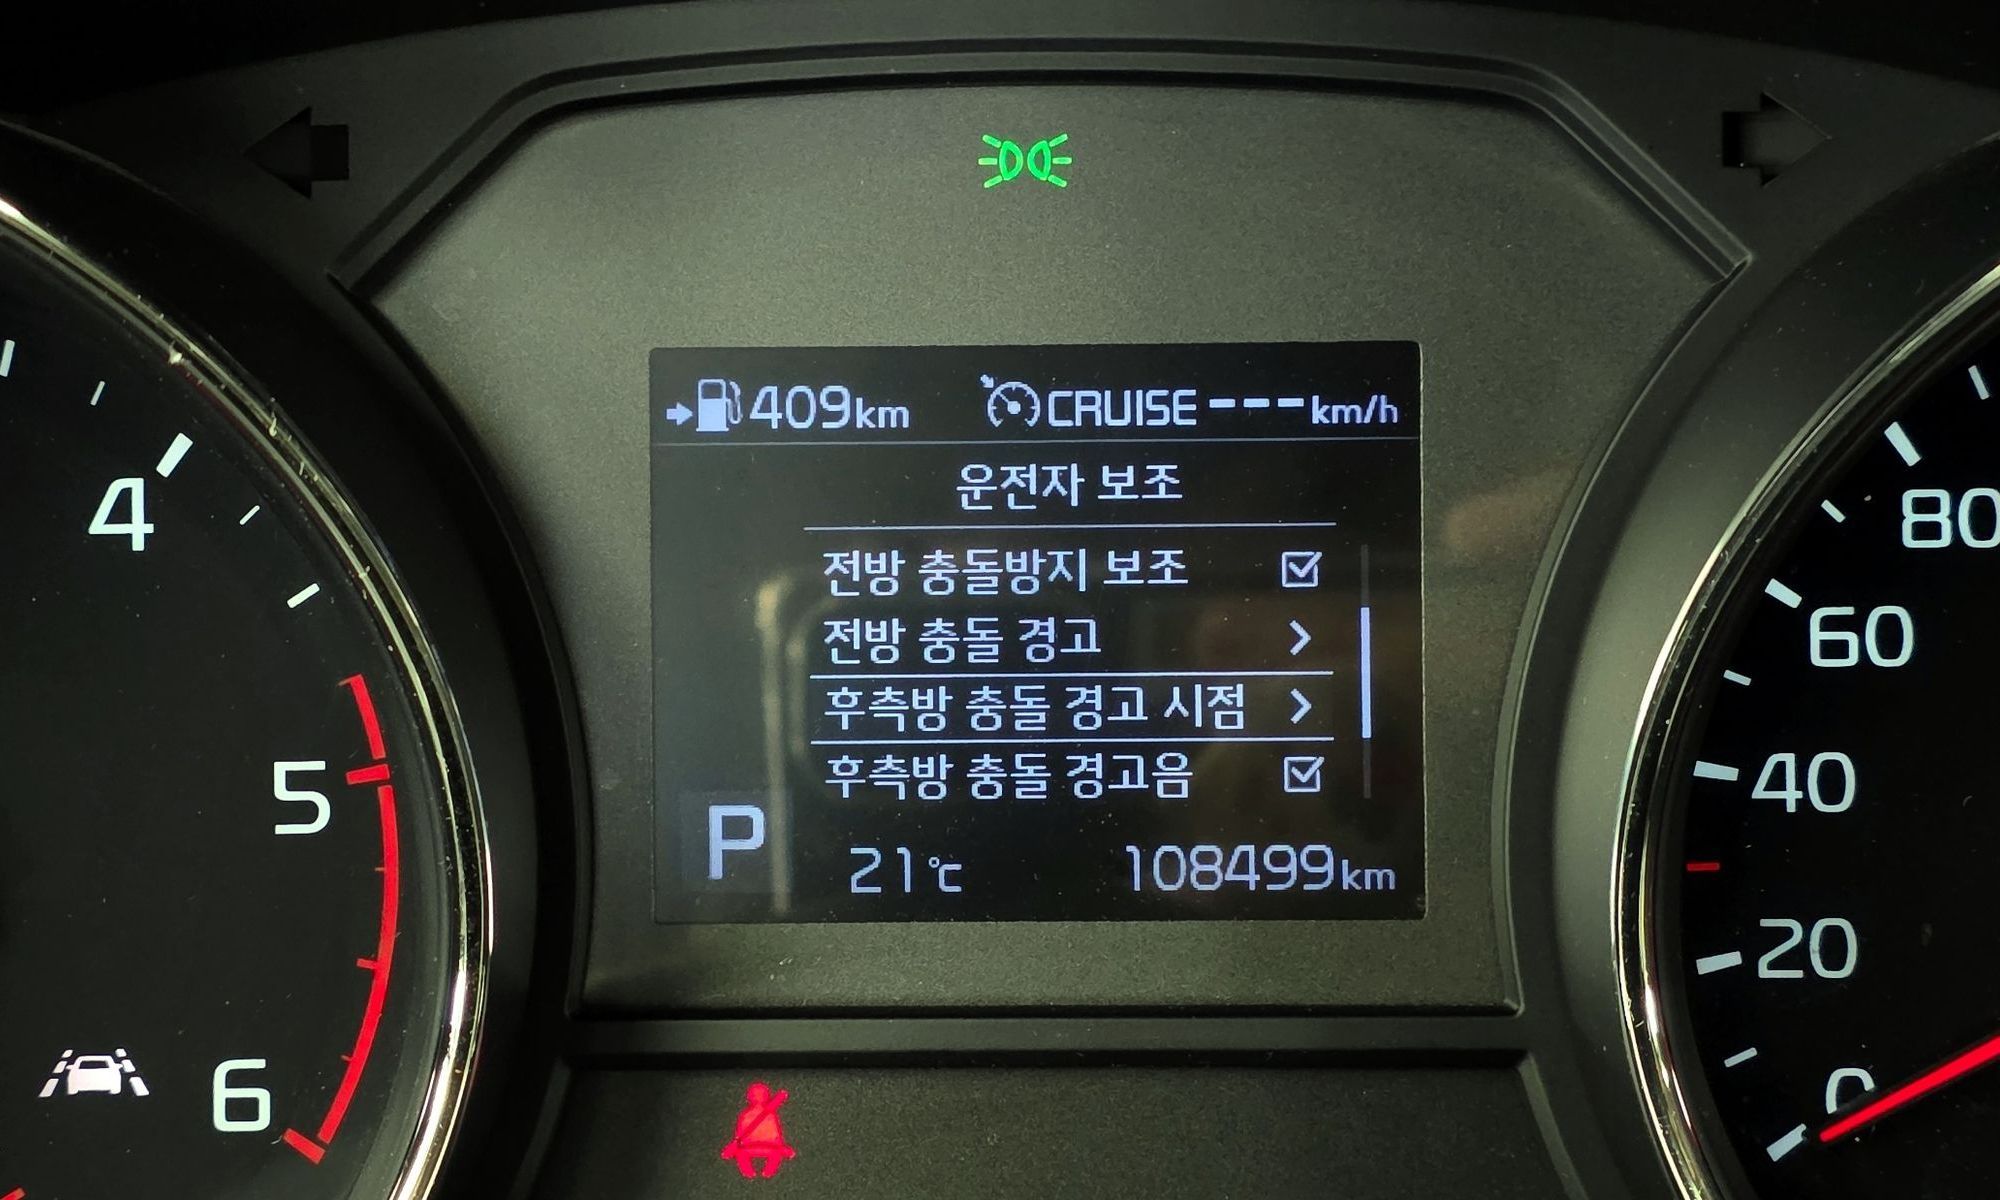 409km CRUISE ---km/h
운전자 보조
전방 충돌방지 보조
전방 충돌 경고
후측방 충돌 경고 시점
후측방 충돌 경고음
P
21℃ 108499km
4
5
6
80
60
40
20
0